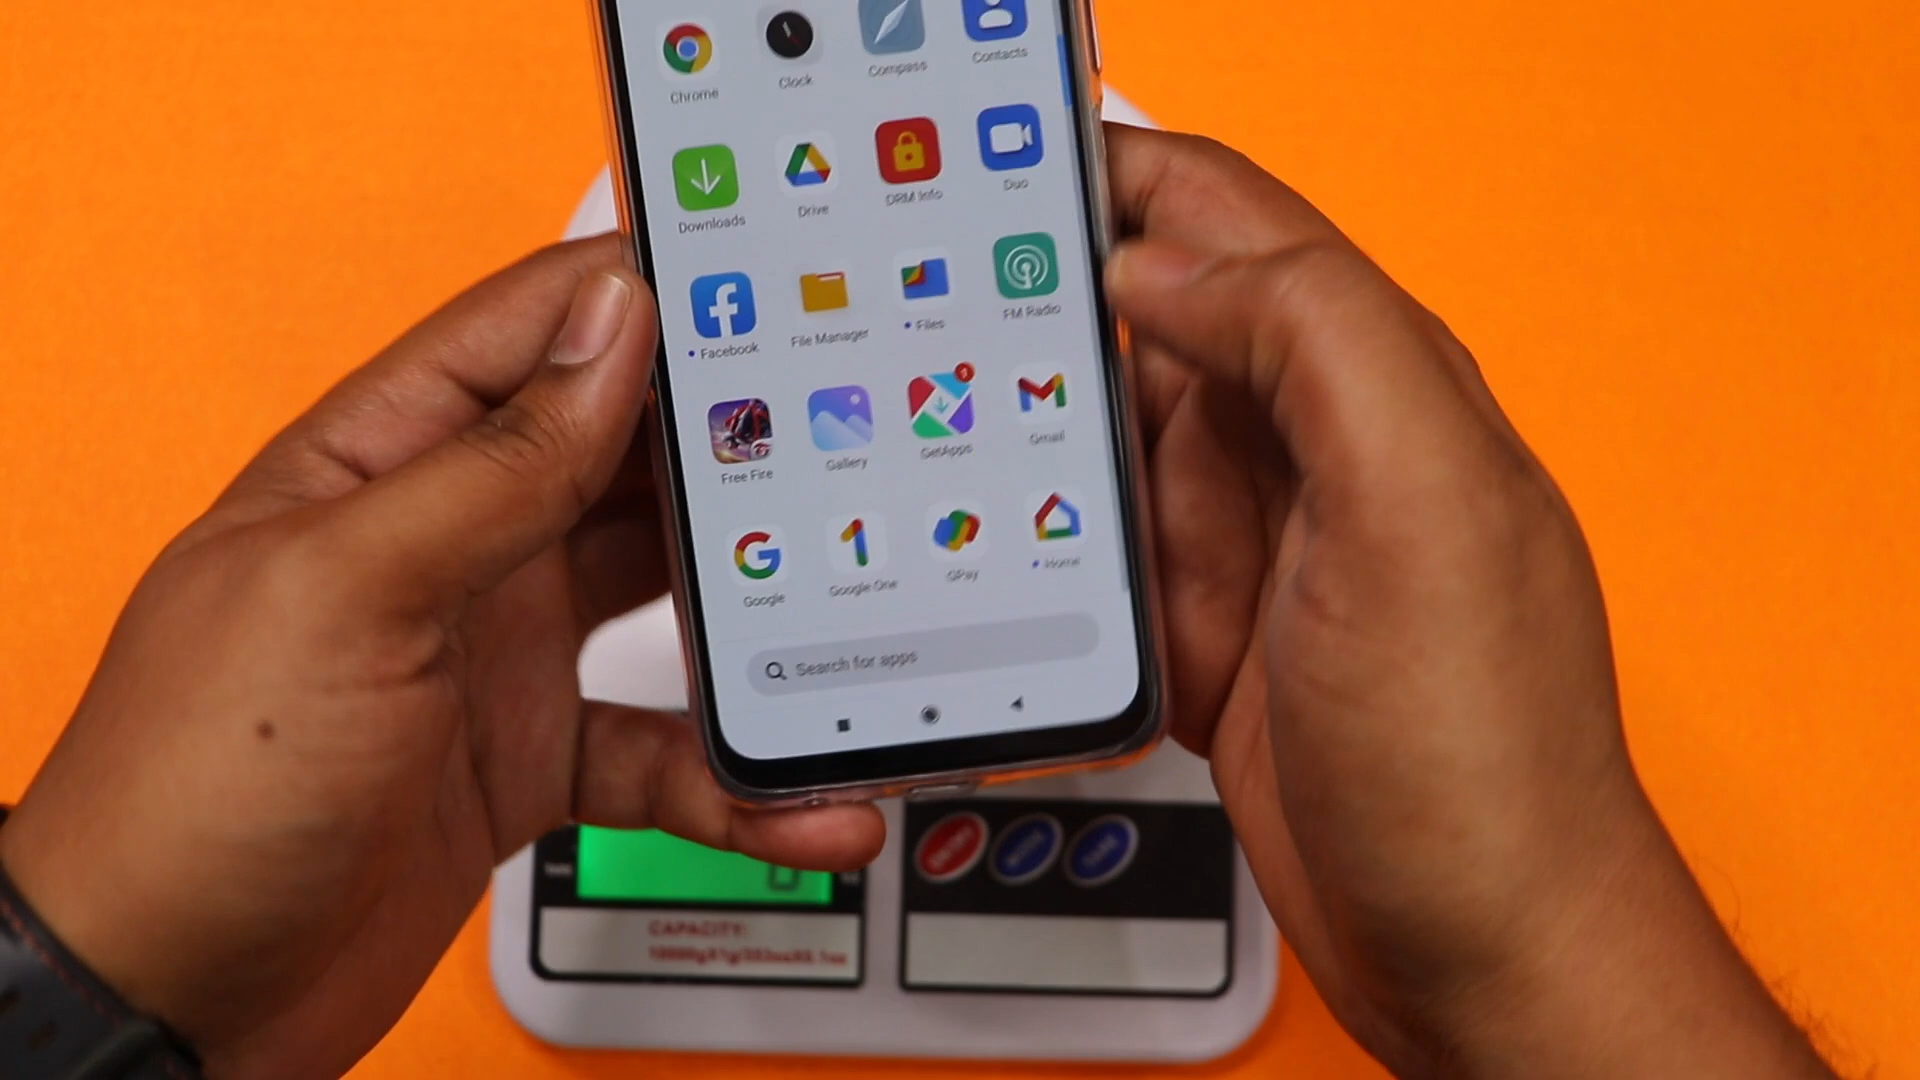 Chrome
Clock
Compass
Contacts
Downloads
Drive
DRM Info
Duo
Facebook
File Manager
Files
FM Radio
Free Fire
Gallery
GetApps
Gmail
Google
Google One
GPay
Home
Search for apps
0
CAPACITY: